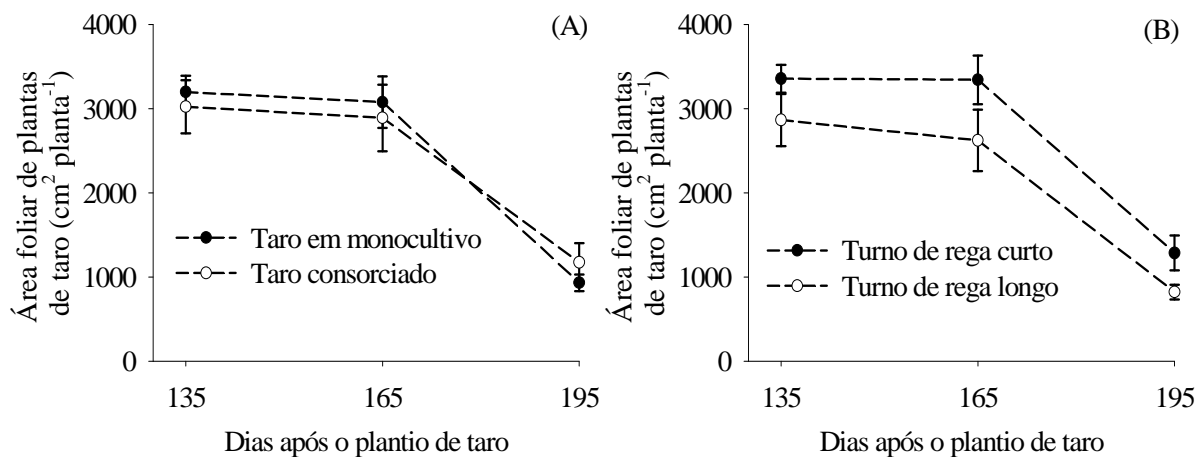 (A)
4000
3000
2000
1000
0
Área foliar de plantas
de taro (cm² planta⁻¹)
Taro em monocultivo
Taro consorciado
135 165 195
Dias após o plantio de taro
(B)
4000
3000
2000
1000
0
Área foliar de plantas
de taro (cm² planta⁻¹)
Turno de rega curto
Turno de rega longo
135 165 195
Dias após o plantio de taro